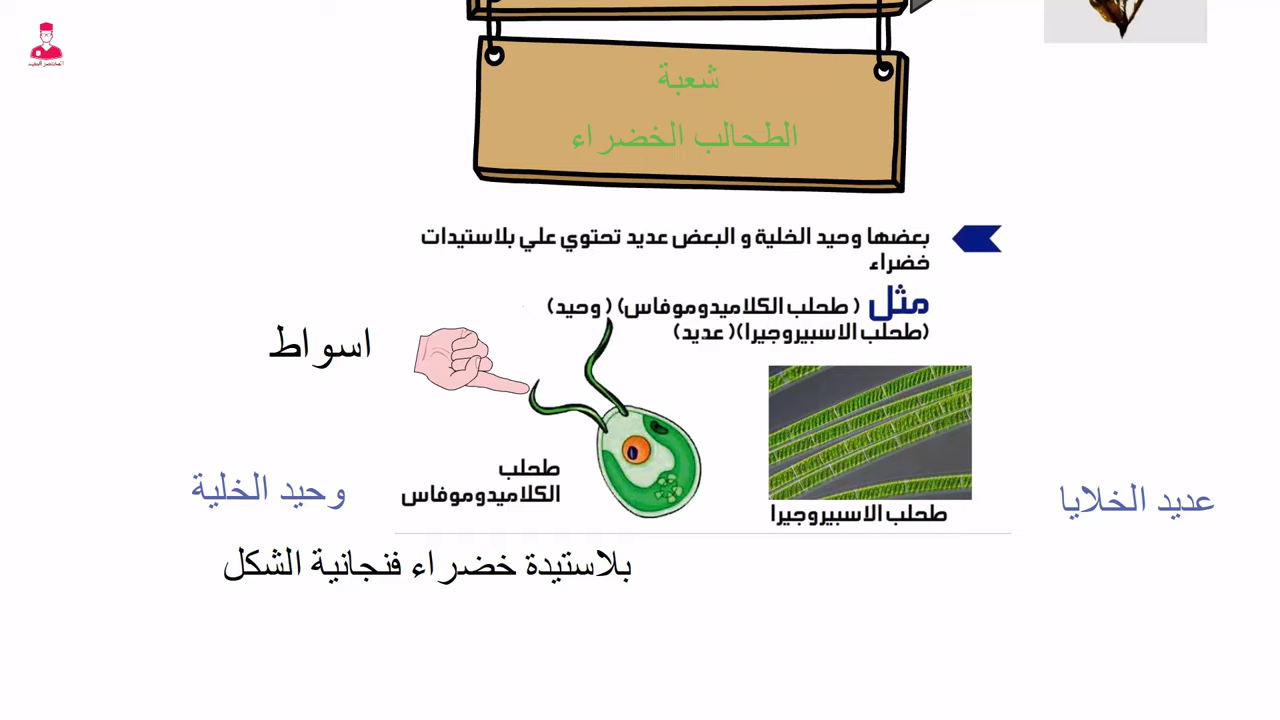 شعبة
الطحالب الخضراء
بعضها وحيد الخلية و البعض عديد تحتوي علي بلاستيدات
خضراء
مثل ( طحلب الكلاميدوموفاس) ( وحيد)
(طحلب الاسبيروجيرا)( عديد)
اسواط
طحلب
الكلاميدوموفاس
وحيد الخلية
طحلب الاسبيروجيرا
عديد الخلايا
بلاستيدة خضراء فنجانية الشكل